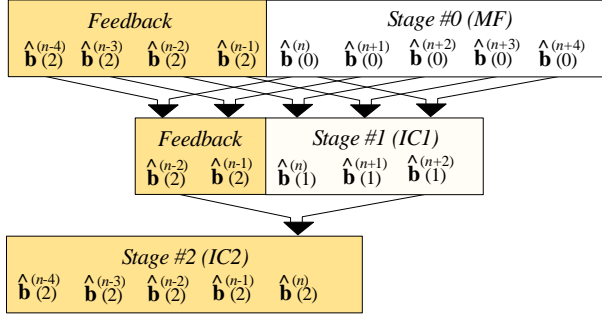 Feedback Stage #0 (MF)
b̂(2)^(n-4) b̂(2)^(n-3) b̂(2)^(n-2) b̂(2)^(n-1) b̂(0)^(n) b̂(0)^(n+1) b̂(0)^(n+2) b̂(0)^(n+3) b̂(0)^(n+4)
Feedback Stage #1 (IC1)
b̂(2)^(n-2) b̂(2)^(n-1) b̂(1)^(n) b̂(1)^(n+1) b̂(1)^(n+2)
Stage #2 (IC2)
b̂(2)^(n-4) b̂(2)^(n-3) b̂(2)^(n-2) b̂(2)^(n-1) b̂(2)^(n)